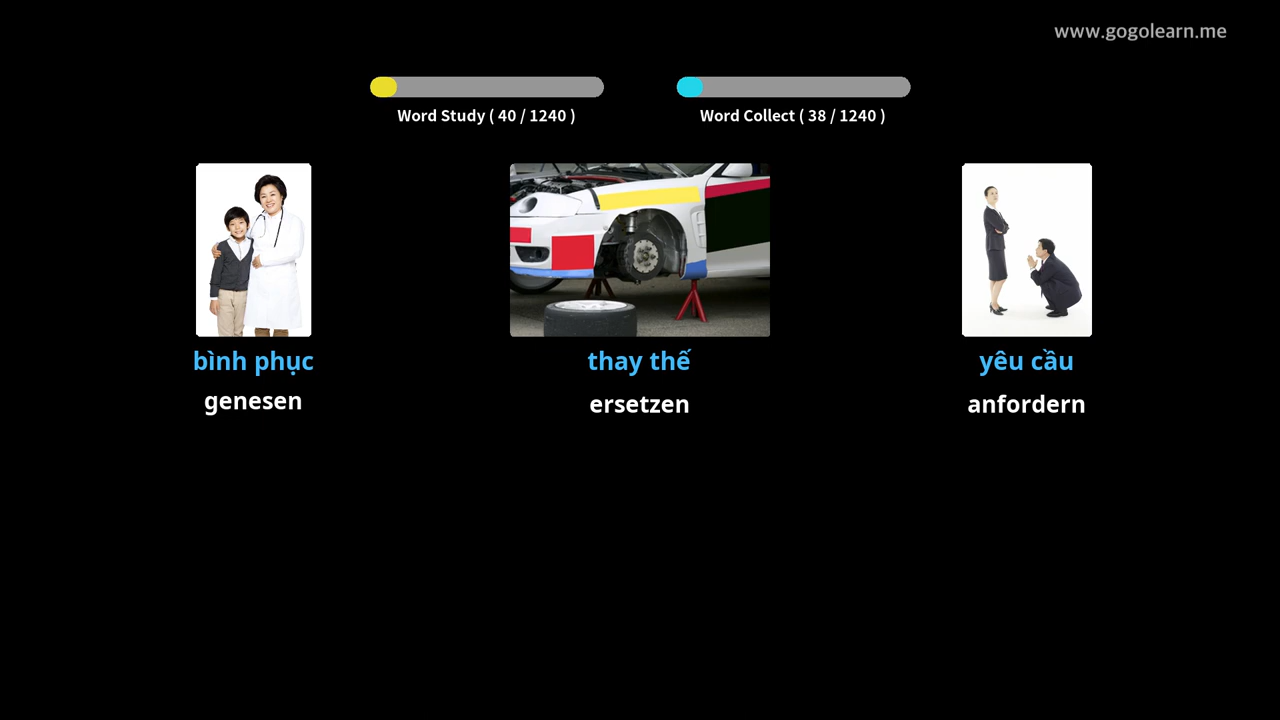 www.gogolearn.me
Word Study ( 40 / 1240 )
Word Collect ( 38 / 1240 )
bình phục
thay thế
yêu cầu
genesen
ersetzen
anfordern